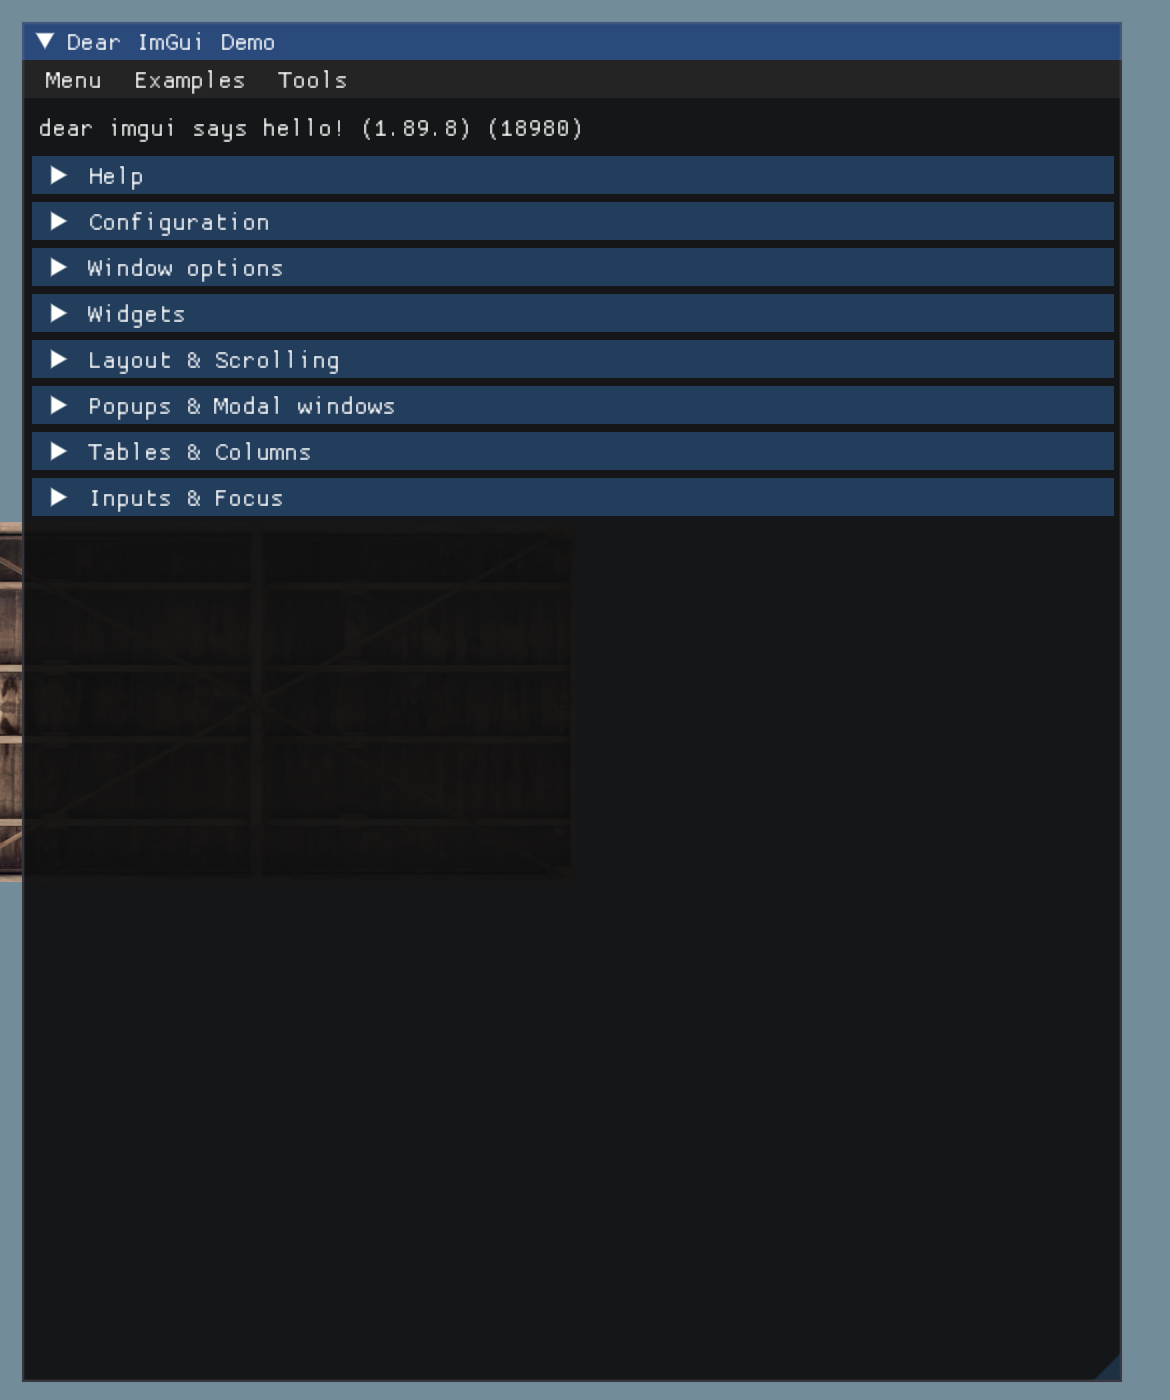 Dear ImGui Demo
Menu Examples Tools
dear imgui says hello! (1.89.8) (18980)
Help
Configuration
Window options
Widgets
Layout & Scrolling
Popups & Modal windows
Tables & Columns
Inputs & Focus